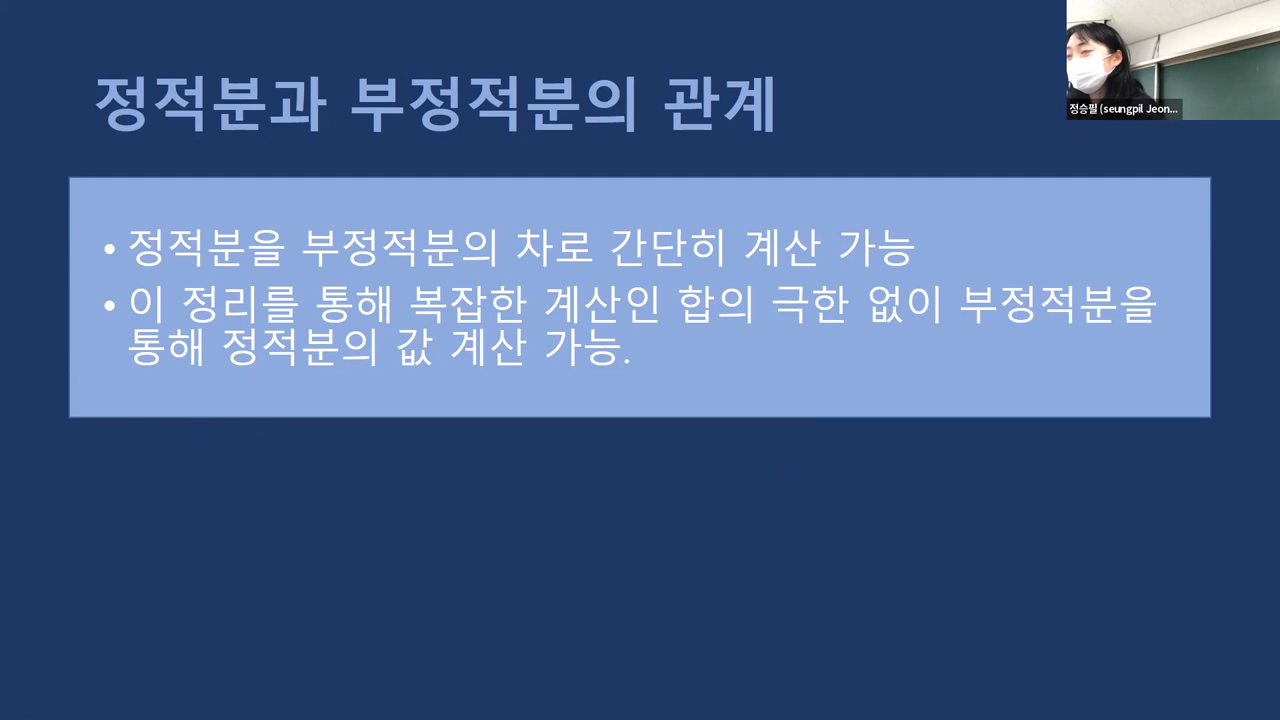 정적분과 부정적분의 관계
정승필 (seungpil Jeon...
• 정적분을 부정적분의 차로 간단히 계산 가능
• 이 정리를 통해 복잡한 계산인 합의 극한 없이 부정적분을
통해 정적분의 값 계산 가능.